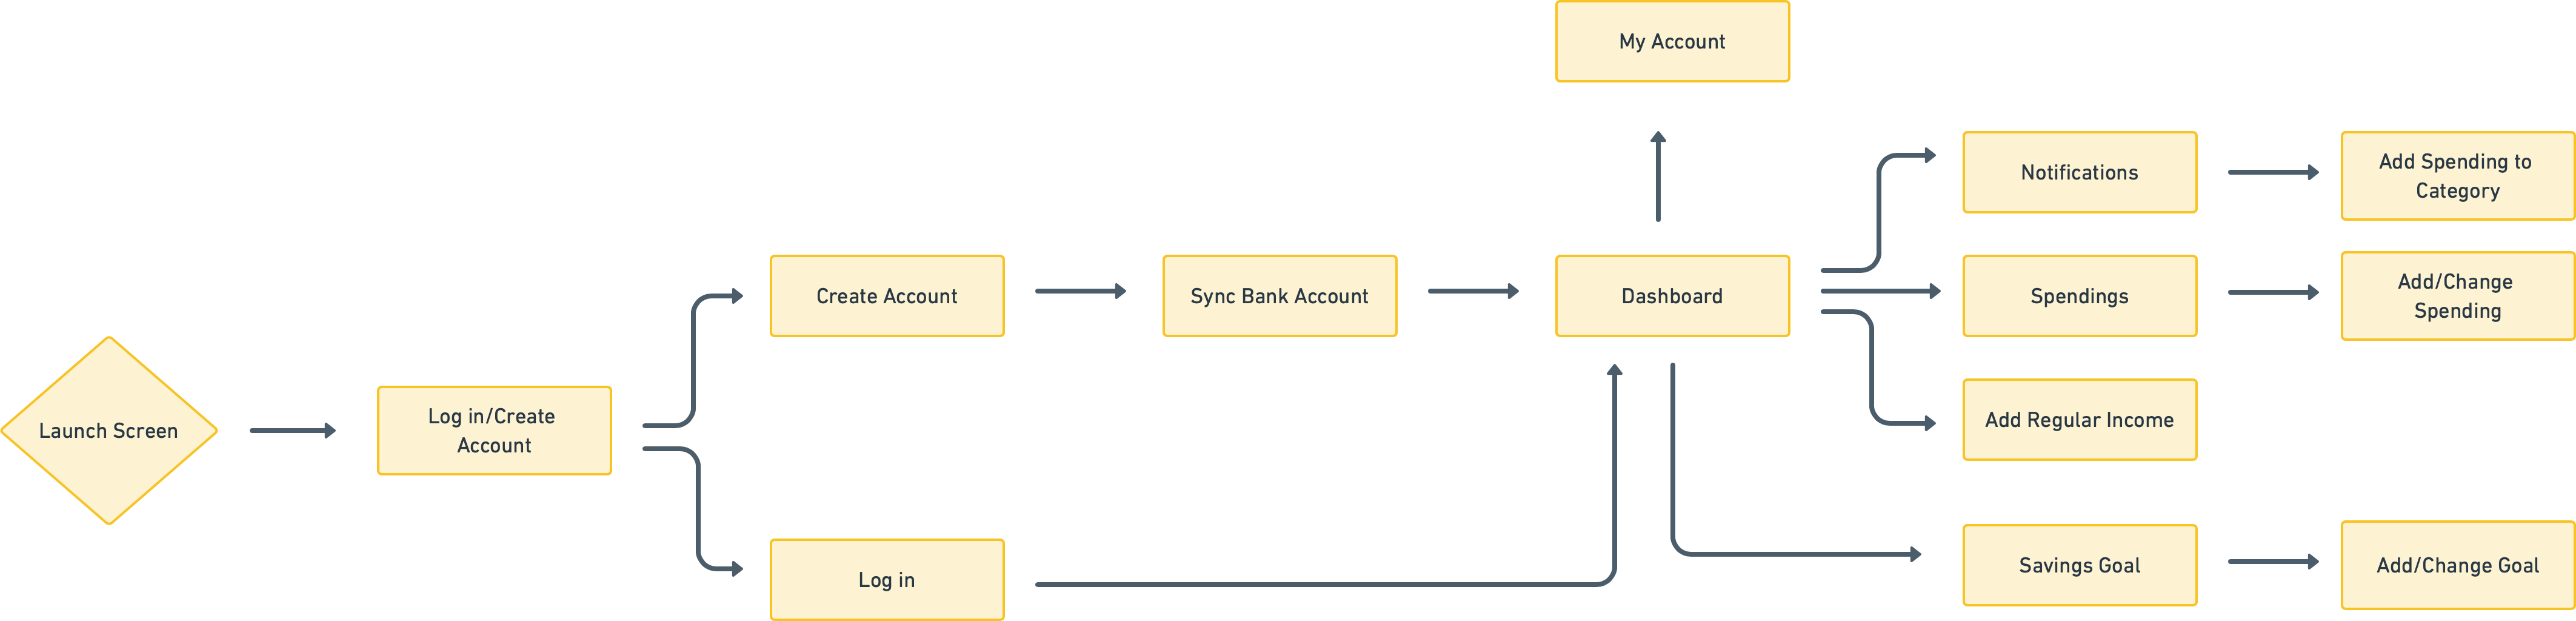 My Account
Notifications
Add Spending to
Category
Create Account
Sync Bank Account
Dashboard
Spendings
Add/Change
Spending
Launch Screen
Log in/Create
Account
Add Regular Income
Log in
Savings Goal
Add/Change Goal